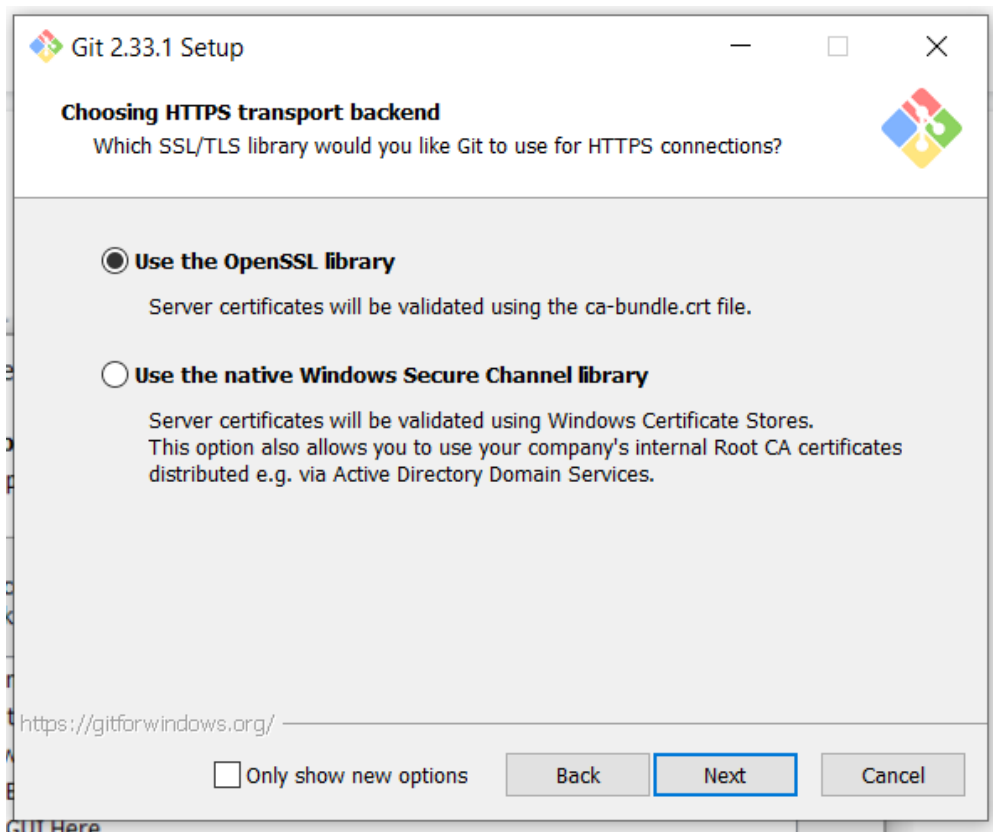 Git 2.33.1 Setup
Choosing HTTPS transport backend
Which SSL/TLS library would you like Git to use for HTTPS connections?
Use the OpenSSL library
Server certificates will be validated using the ca-bundle.crt file.
Use the native Windows Secure Channel library
Server certificates will be validated using Windows Certificate Stores.
This option also allows you to use your company's internal Root CA certificates
distributed e.g. via Active Directory Domain Services.
https://gitforwindows.org/
Only show new options
Back
Next
Cancel
GUI Here